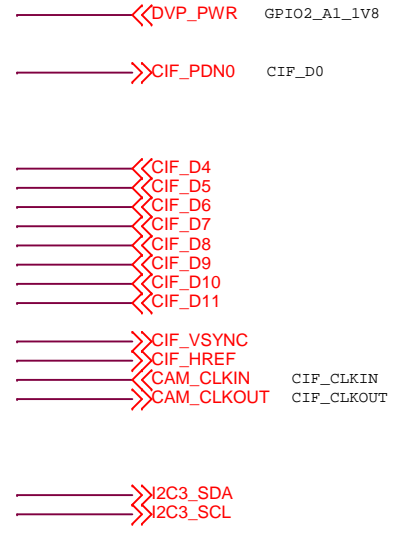 DVP_PWR GPIO2_A1_1V8
CIF_PDN0 CIF_D0
CIF_D4
CIF_D5
CIF_D6
CIF_D7
CIF_D8
CIF_D9
CIF_D10
CIF_D11
CIF_VSYNC
CIF_HREF
CAM_CLKIN CIF_CLKIN
CAM_CLKOUT CIF_CLKOUT
I2C3_SDA
I2C3_SCL